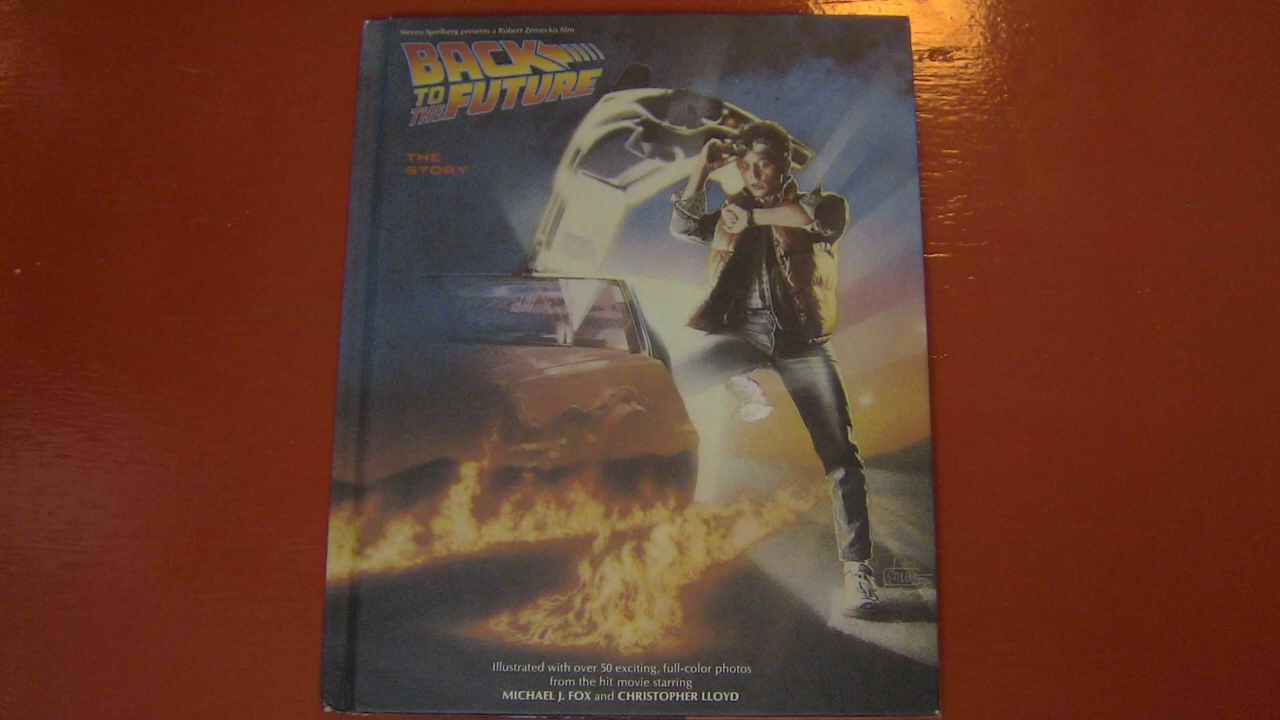 Steven Spielberg presents a Robert Zemeckis film
BACK
TO
THE FUTURE
THE
STORY
Illustrated with over 50 exciting, full-color photos
from the hit movie starring
MICHAEL J. FOX and CHRISTOPHER LLOYD